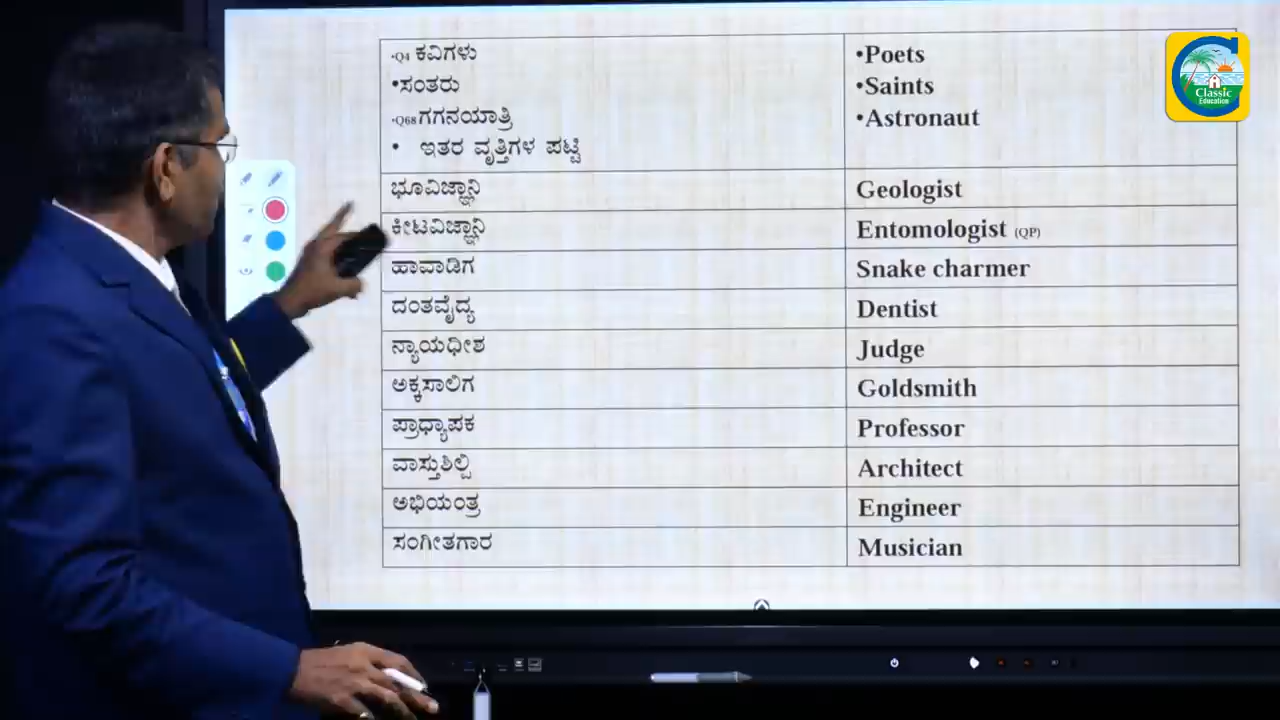 •Q4 ಕವಿಗಳು
•Poets
•ಸಂತರು
•Saints
•Q68 ಗಗನಯಾತ್ರಿ
•Astronaut
• ಇತರ ವೃತ್ತಿಗಳ ಪಟ್ಟಿ
ಭೂವಿಜ್ಞಾನಿ
Geologist
ಕೀಟವಿಜ್ಞಾನಿ
Entomologist (QP)
ಹಾವಾಡಿಗ
Snake charmer
ದಂತವೈದ್ಯ
Dentist
ನ್ಯಾಯಧೀಶ
Judge
ಅಕ್ಕಸಾಲಿಗ
Goldsmith
ಪ್ರಾಧ್ಯಾಪಕ
Professor
ವಾಸ್ತುಶಿಲ್ಪಿ
Architect
ಅಭಿಯಂತ್ರ
Engineer
ಸಂಗೀತಗಾರ
Musician
Classic
Education